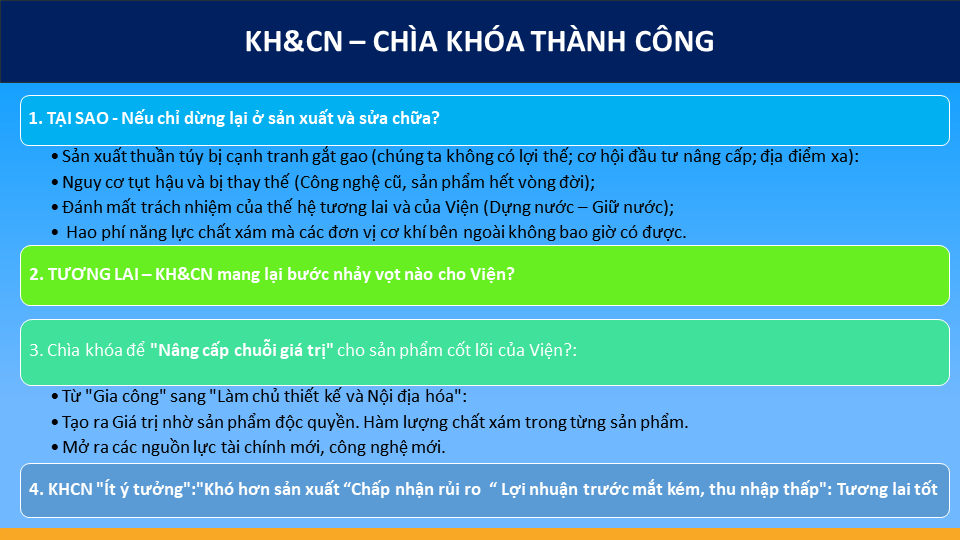 KH&CN – CHÌA KHÓA THÀNH CÔNG
1. TẠI SAO - Nếu chỉ dừng lại ở sản xuất và sửa chữa?
• Sản xuất thuần túy bị cạnh tranh gắt gao (chúng ta không có lợi thế; cơ hội đầu tư nâng cấp; địa điểm xa):
• Nguy cơ tụt hậu và bị thay thế (Công nghệ cũ, sản phẩm hết vòng đời);
• Đánh mất trách nhiệm của thế hệ tương lai và của Viện (Dựng nước – Giữ nước);
• Hao phí năng lực chất xám mà các đơn vị cơ khí bên ngoài không bao giờ có được.
2. TƯƠNG LAI – KH&CN mang lại bước nhảy vọt nào cho Viện?
3. Chìa khóa để "Nâng cấp chuỗi giá trị" cho sản phẩm cốt lõi của Viện?:
• Từ "Gia công" sang "Làm chủ thiết kế và Nội địa hóa":
• Tạo ra Giá trị nhờ sản phẩm độc quyền. Hàm lượng chất xám trong từng sản phẩm.
• Mở ra các nguồn lực tài chính mới, công nghệ mới.
4. KHCN "Ít ý tưởng":"Khó hơn sản xuất “Chấp nhận rủi ro “ Lợi nhuận trước mắt kém, thu nhập thấp": Tương lai tốt